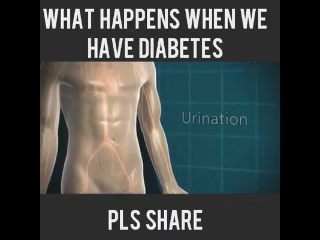 WHAT HAPPENS WHEN WE
HAVE DIABETES
Urination
PLS SHARE